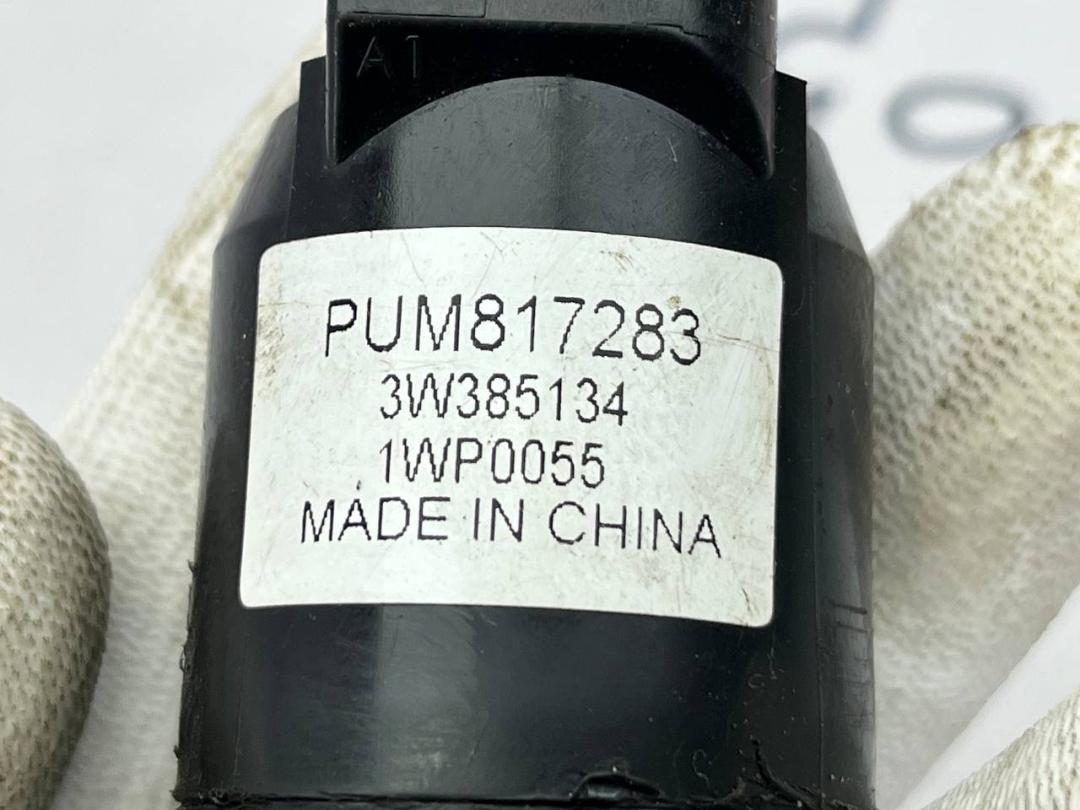 A1
PUM817283
3W385134
1WP0055
MADE IN CHINA